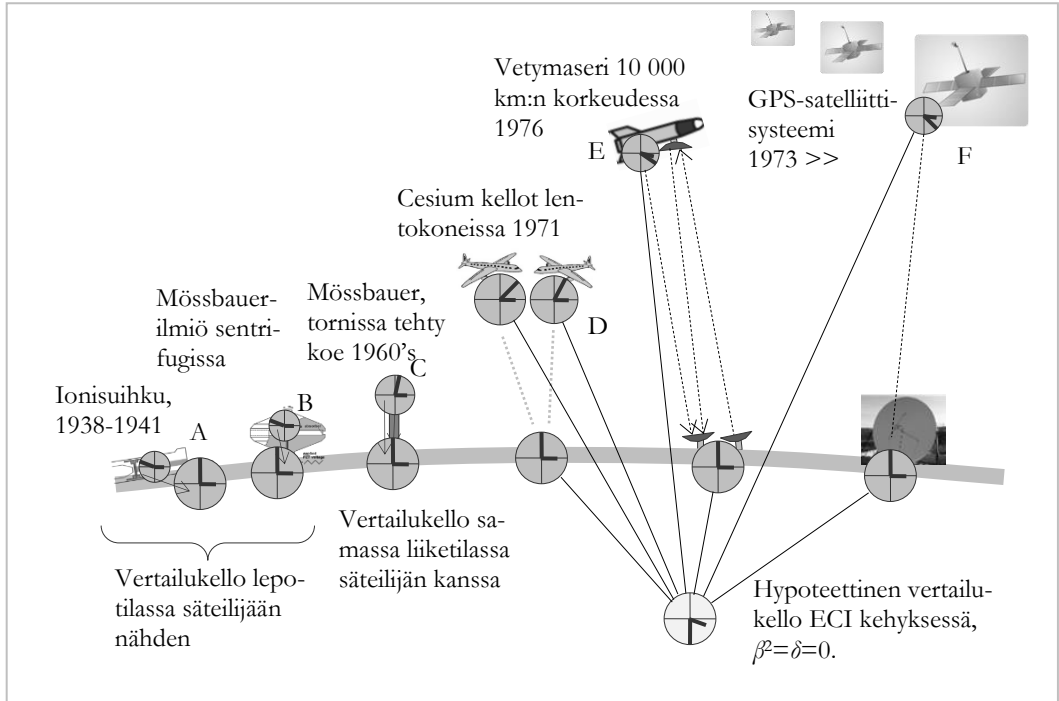 Vetymaseri 10 000
km:n korkeudessa
1976
E
GPS-satelliitti-
systeemi
1973 >>
F
Cesium kellot len-
tokoneissa 1971
D
Mössbauer-
ilmiö sentri-
fugissa
B
Mössbauer,
tornissa tehty
koe 1960's
C
Ionisuihku,
1938-1941
A
Vertailukello lepo-
tilassa säteilijään
nähden
Vertailukello sa-
massa liiketilassa
säteilijän kanssa
Hypoteettinen vertailu-
kello ECI kehyksessä,
β²=δ=0.